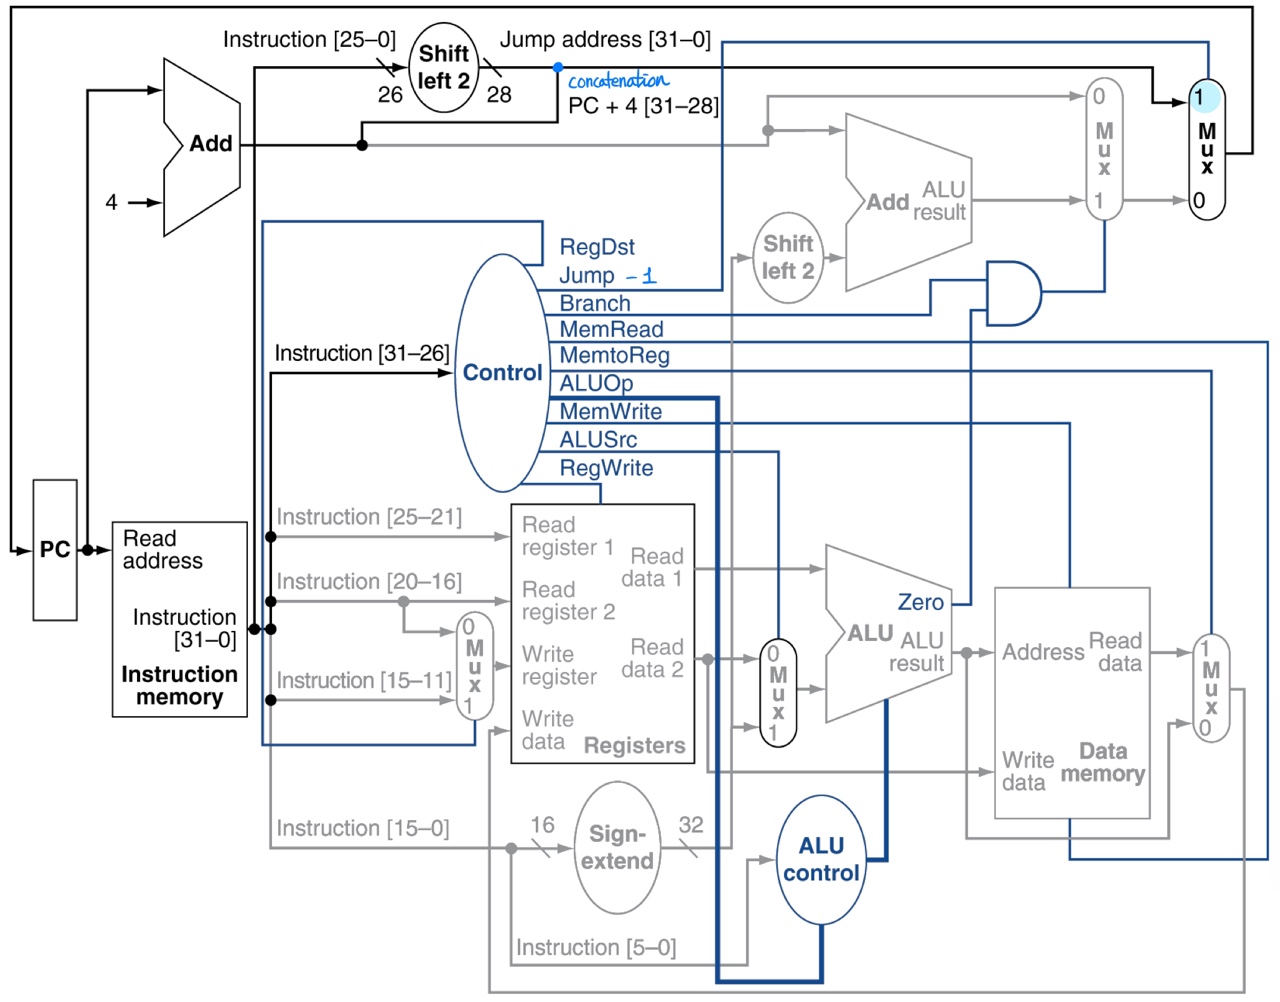 Instruction [25–0]
Shift
left 2
Jump address [31–0]
26
28
concatenation
PC + 4 [31–28]
Add
4
0
M
u
x
1
1
M
u
x
0
Add
ALU
result
Shift
left 2
RegDst
Jump - 1
Branch
MemRead
MemtoReg
ALUOp
MemWrite
ALUSrc
RegWrite
Instruction [31–26]
Control
PC
Read
address
Instruction
[31–0]
Instruction
memory
Instruction [25–21]
Instruction [20–16]
Instruction [15–11]
0
M
u
x
1
Read
register 1
Read
register 2
Write
register
Write
data
Read
data 1
Read
data 2
Registers
0
M
u
x
1
Zero
ALU
ALU
result
Address
Read
data
Write
data
Data
memory
1
M
u
x
0
Instruction [15–0]
16
Sign-
extend
32
ALU
control
Instruction [5–0]